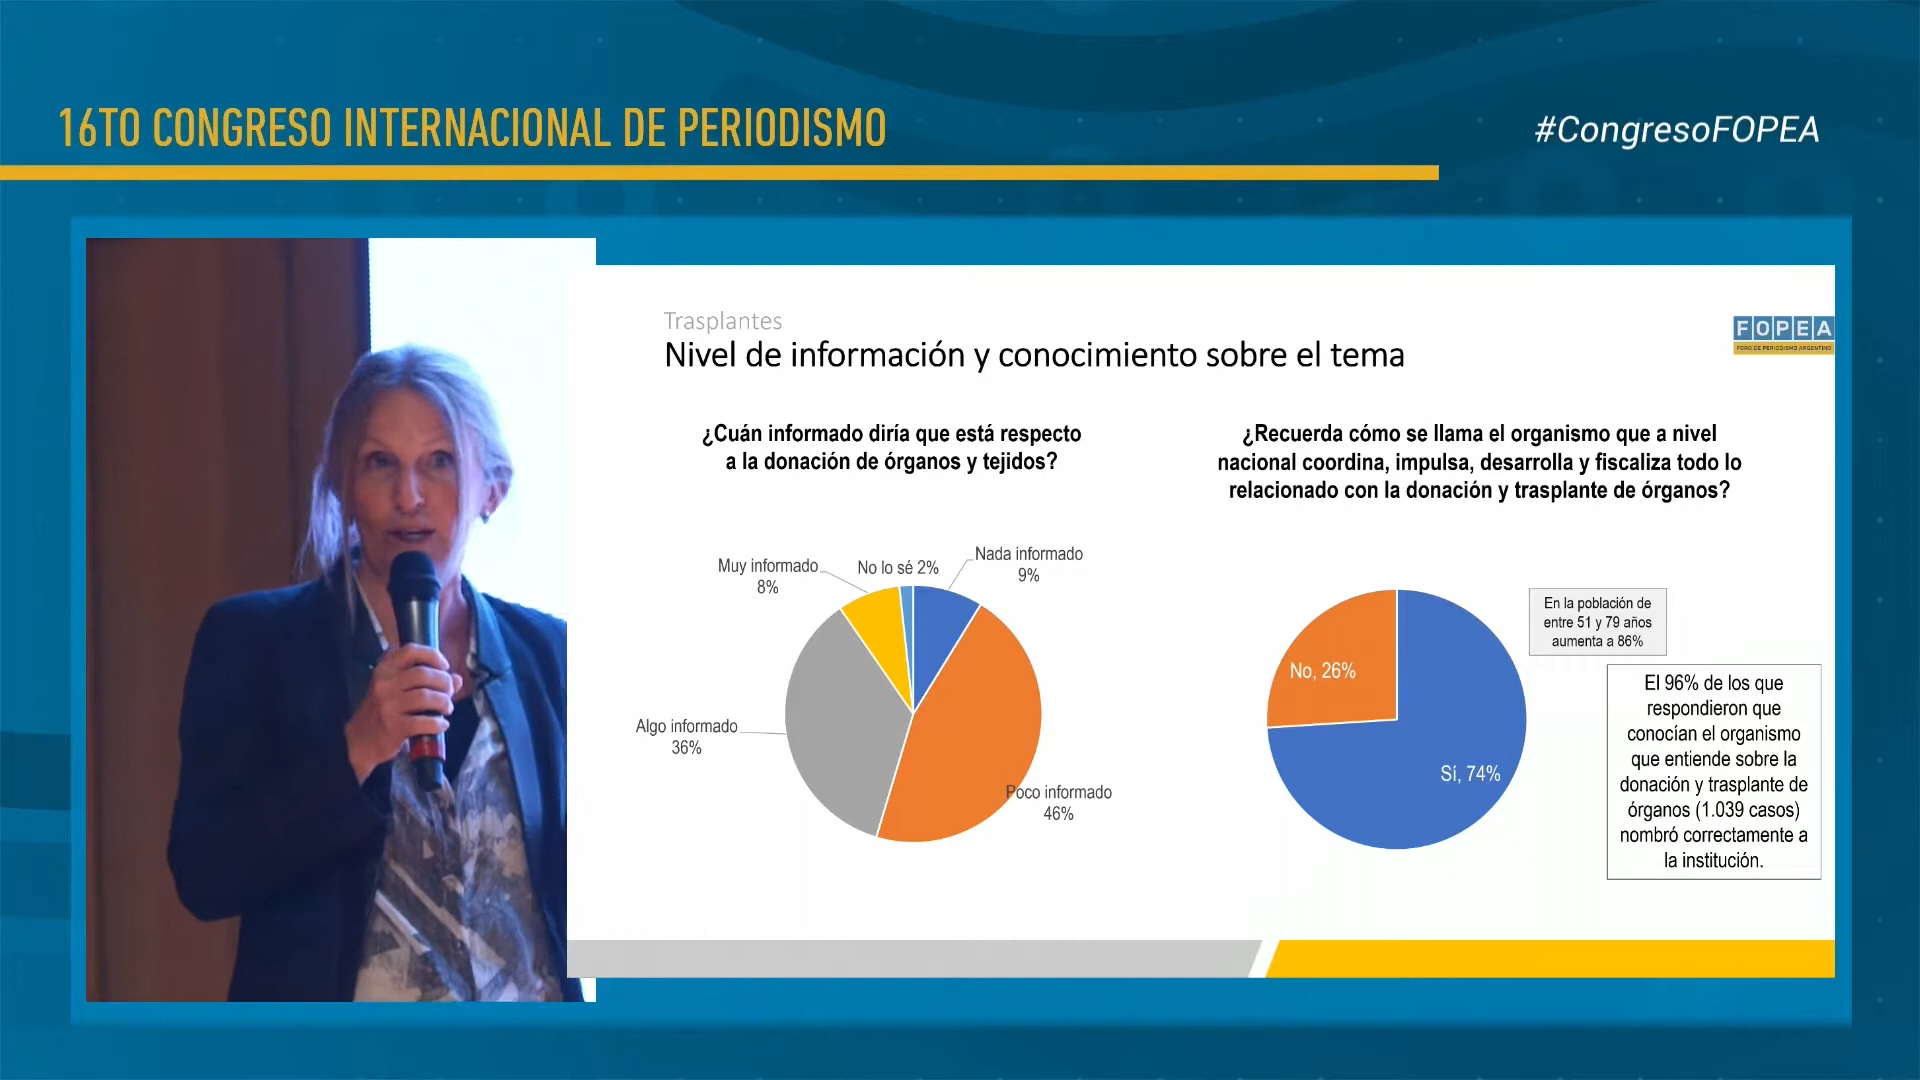 16TO CONGRESO INTERNACIONAL DE PERIODISMO
#CongresoFOPEA
Trasplantes
Nivel de información y conocimiento sobre el tema
FOPEA
FORO DE PERIODISMO ARGENTINO
¿Cuán informado diría que está respecto
a la donación de órganos y tejidos?
Muy informado
8%
No lo sé 2%
Nada informado
9%
Algo informado
36%
Poco informado
46%
¿Recuerda cómo se llama el organismo que a nivel
nacional coordina, impulsa, desarrolla y fiscaliza todo lo
relacionado con la donación y trasplante de órganos?
No, 26%
Sí, 74%
En la población de
entre 51 y 79 años
aumenta a 86%
El 96% de los que
respondieron que
conocían el organismo
que entiende sobre la
donación y trasplante de
órganos (1.039 casos)
nombró correctamente a
la institución.